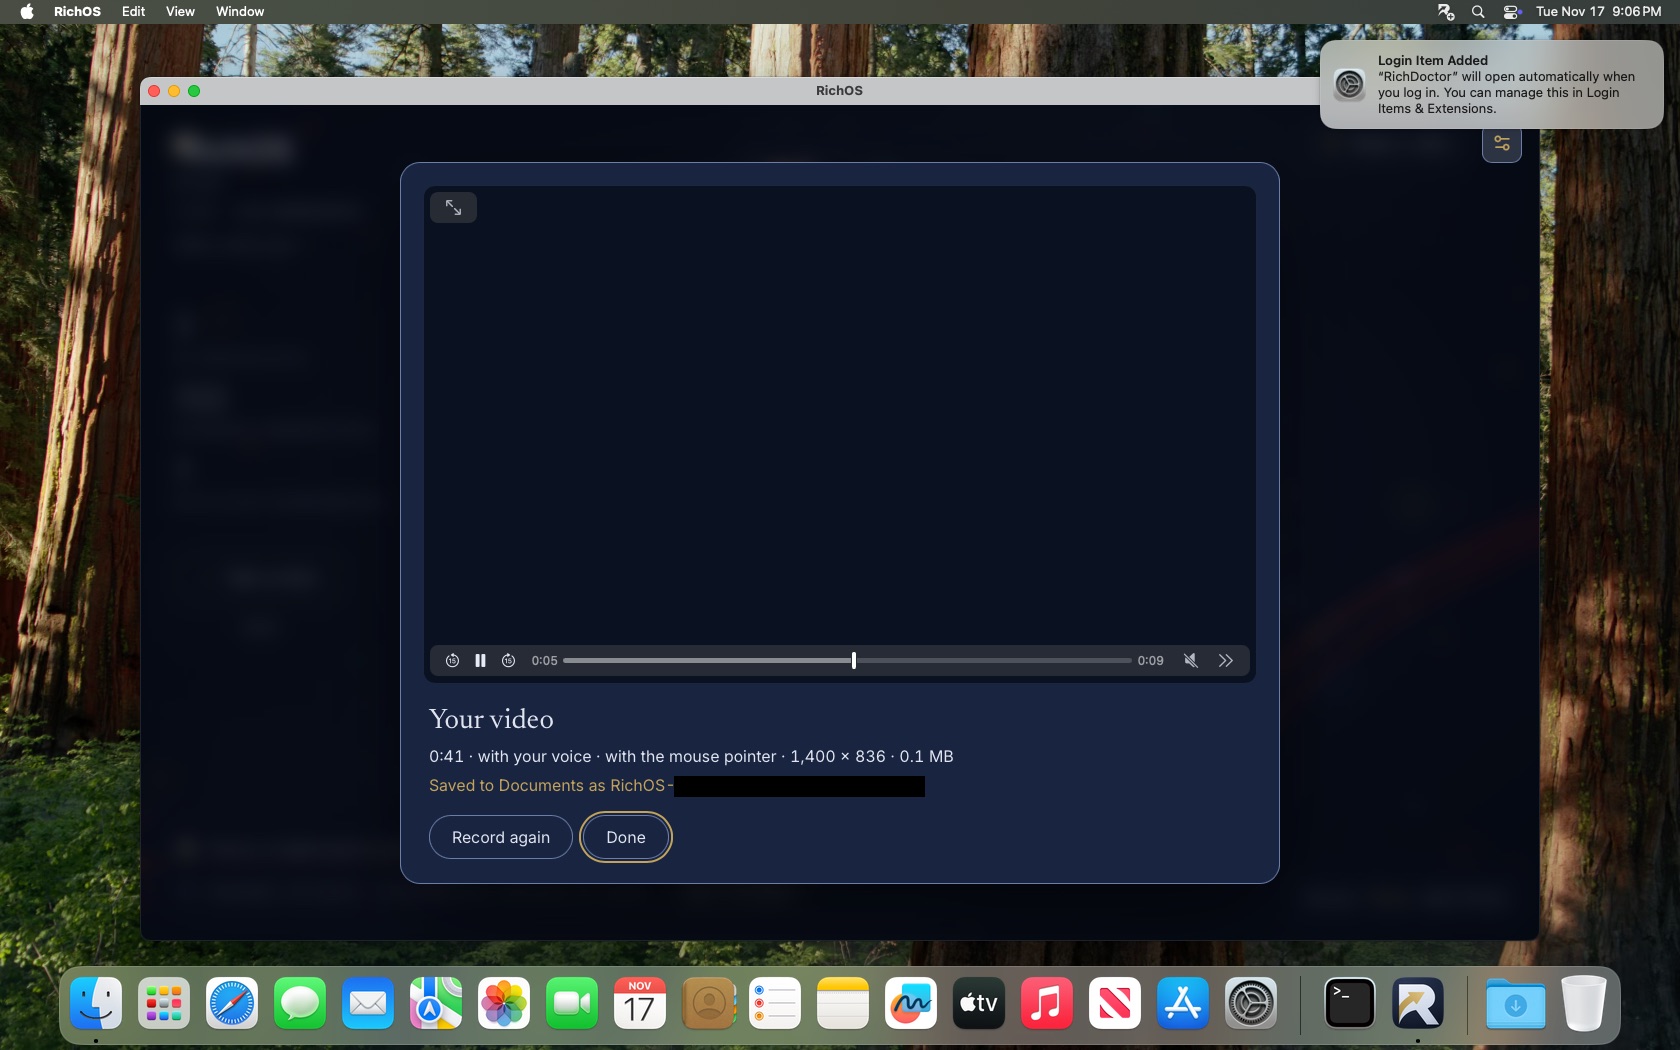 RichOS Edit View Window
Tue Nov 17 9:06 PM
Login Item Added
“RichDoctor” will open automatically when
you log in. You can manage this in Login
Items & Extensions.
RichOS
15
15
0:05
0:09
Your video
0:41 · with your voice · with the mouse pointer · 1,400 × 836 · 0.1 MB
Saved to Documents as RichOS-
Record again
Done
NOV
17
tv
>_